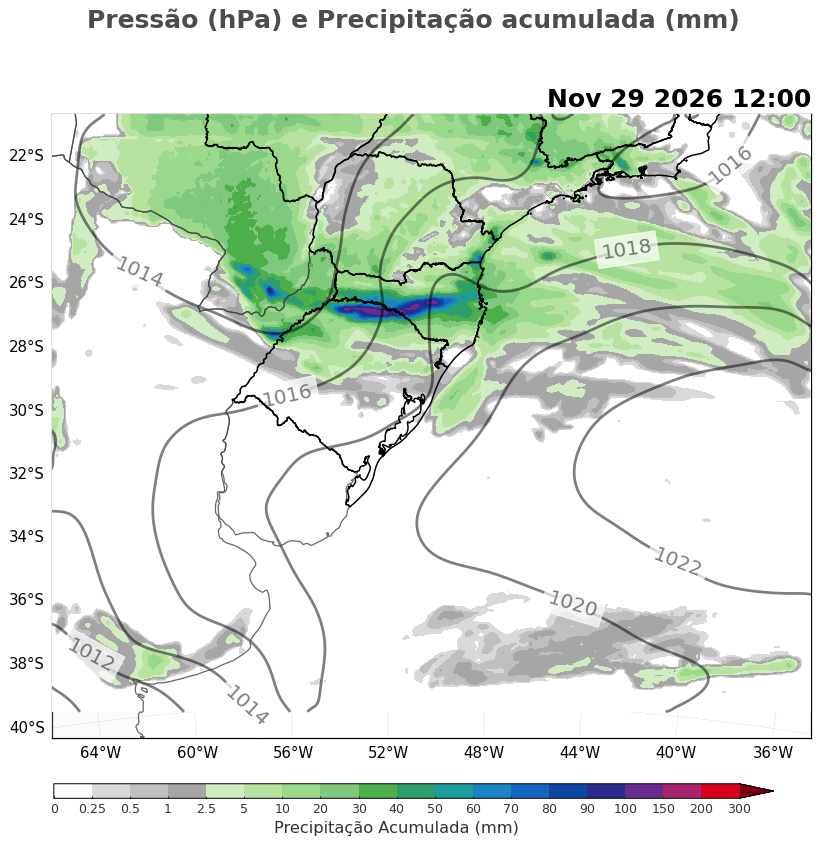 Pressão (hPa) e Precipitação acumulada (mm)
Nov 29 2026 12:00
22°S
24°S
26°S
28°S
30°S
32°S
34°S
36°S
38°S
40°S
1016
1018
1014
1016
1022
1020
1012
1014
64°W 60°W 56°W 52°W 48°W 44°W 40°W 36°W
0 0.25 0.5 1 2.5 5 10 20 30 40 50 60 70 80 90 100 150 200 300
Precipitação Acumulada (mm)